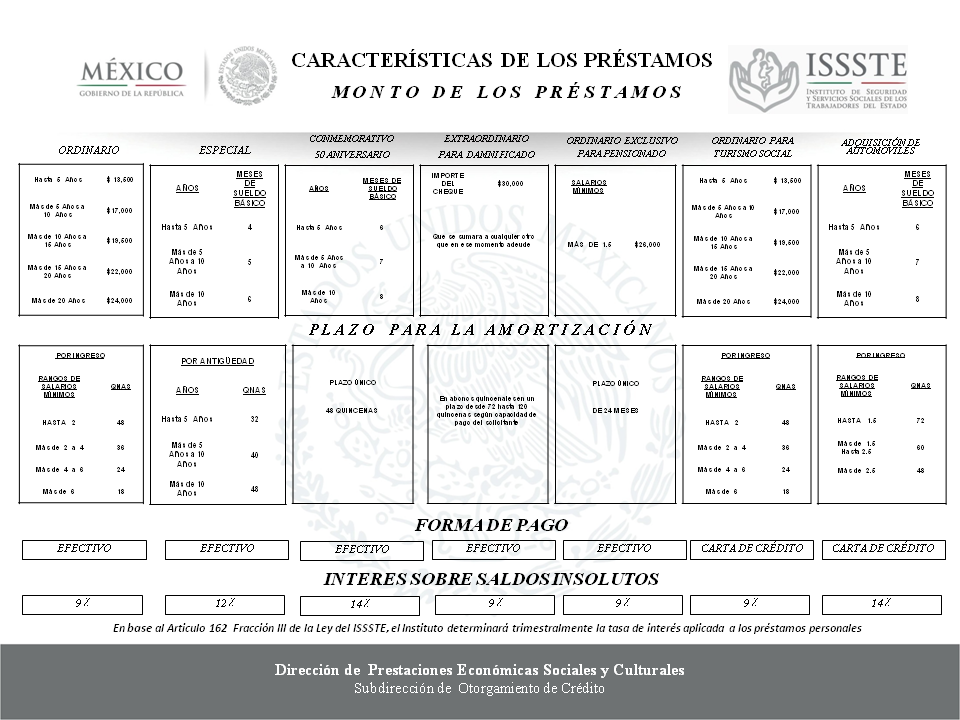 MÉXICO
GOBIERNO DE LA REPÚBLICA
ESTADOS UNIDOS MEXICANOS
CARACTERÍSTICAS DE LOS PRÉSTAMOS
MONTO DE LOS PRÉSTAMOS
ISSSTE
INSTITUTO DE SEGURIDAD
Y SERVICIOS SOCIALES DE LOS
TRABAJADORES DEL ESTADO
ORDINARIO
Hasta 5 Años $ 13,500
Más de 5 Años a
10 Años $17,000
Más de 10 Años a
15 Años $19,500
Más de 15 Años a
20 Años $22,000
Más de 20 Años $24,000
ESPECIAL
AÑOS
MESES
DE
SUELDO
BÁSICO
Hasta 5 Años 4
Más de 5
Años a 10
Años 5
Más de 10
Años 6
CONMEMORATIVO
50 ANIVERSARIO
AÑOS
MESES DE
SUELDO
BÁSICO
Hasta 5 Años 6
Más de 5 Años
a 10 Años 7
Más de 10
Años 8
EXTRAORDINARIO
PARA DAMNIFICADO
IMPORTE
DEL
CHEQUE $30,000
Que se sumara a cualquier otro
que en ese momento adeude
ORDINARIO EXCLUSIVO
PARA PENSIONADO
SALARIOS
MÍNIMOS
MÁS DE 1.5 $26,000
ORDINARIO PARA
TURISMO SOCIAL
Hasta 5 Años $ 13,500
Más de 5 Años a 10
Años $17,000
Más de 10 Años a
15 Años $19,500
Más de 15 Años a
20 Años $22,000
Más de 20 Años $24,000
ADQUISICIÓN DE
AUTOMOVILES
AÑOS
MESES
DE
SUELDO
BÁSICO
Hasta 5 Años 6
Más de 5
Años a 10
Años 7
Más de 10
Años 8
PLAZO PARA LA AMORTIZACIÓN
POR INGRESO
RANGOS DE
SALARIOS
MÍNIMOS
QNAS
HASTA 2 48
Más de 2 a 4 36
Más de 4 a 6 24
Más de 6 18
POR ANTIGÜEDAD
AÑOS QNAS
Hasta 5 Años 32
Más de 5
Años a 10
Años 40
Más de 10
Años 48
PLAZO ÚNICO
48 QUINCENAS
En abonos quincenales en un
plazo desde 72 hasta 120
quincenas según capacidad de
pago del solicitante
PLAZO ÚNICO
DE 24 MESES
POR INGRESO
RANGOS DE
SALARIOS
MÍNIMOS
QNAS
HASTA 2 48
Más de 2 a 4 36
Más de 4 a 6 24
Más de 6 18
POR INGRESO
RANGOS DE
SALARIOS
MÍNIMOS
QNAS
HASTA 1.5 72
Más de 1.5
Hasta 2.5 60
Más de 2.5 48
FORMA DE PAGO
EFECTIVO EFECTIVO EFECTIVO EFECTIVO EFECTIVO CARTA DE CRÉDITO CARTA DE CRÉDITO
INTERES SOBRE SALDOS INSOLUTOS
9% 12% 14% 9% 9% 9% 14%
En base al Articulo 162 Fracción III de la Ley del ISSSTE, el Instituto determinará trimestralmente la tasa de interés aplicada a los préstamos personales
Dirección de Prestaciones Económicas Sociales y Culturales
Subdirección de Otorgamiento de Crédito